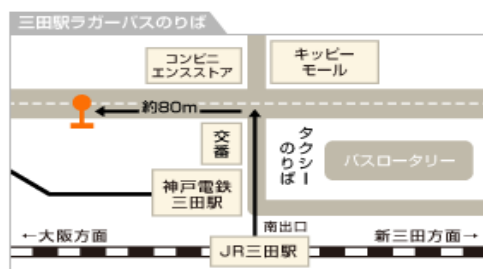 三田駅ラガーバスのりば
コンビニ
エンスストア
キッピー
モール
約80m
交番
タクシー
のりば
バスロータリー
神戸電鉄
三田駅
南出口
←大阪方面
新三田方面→
JR三田駅